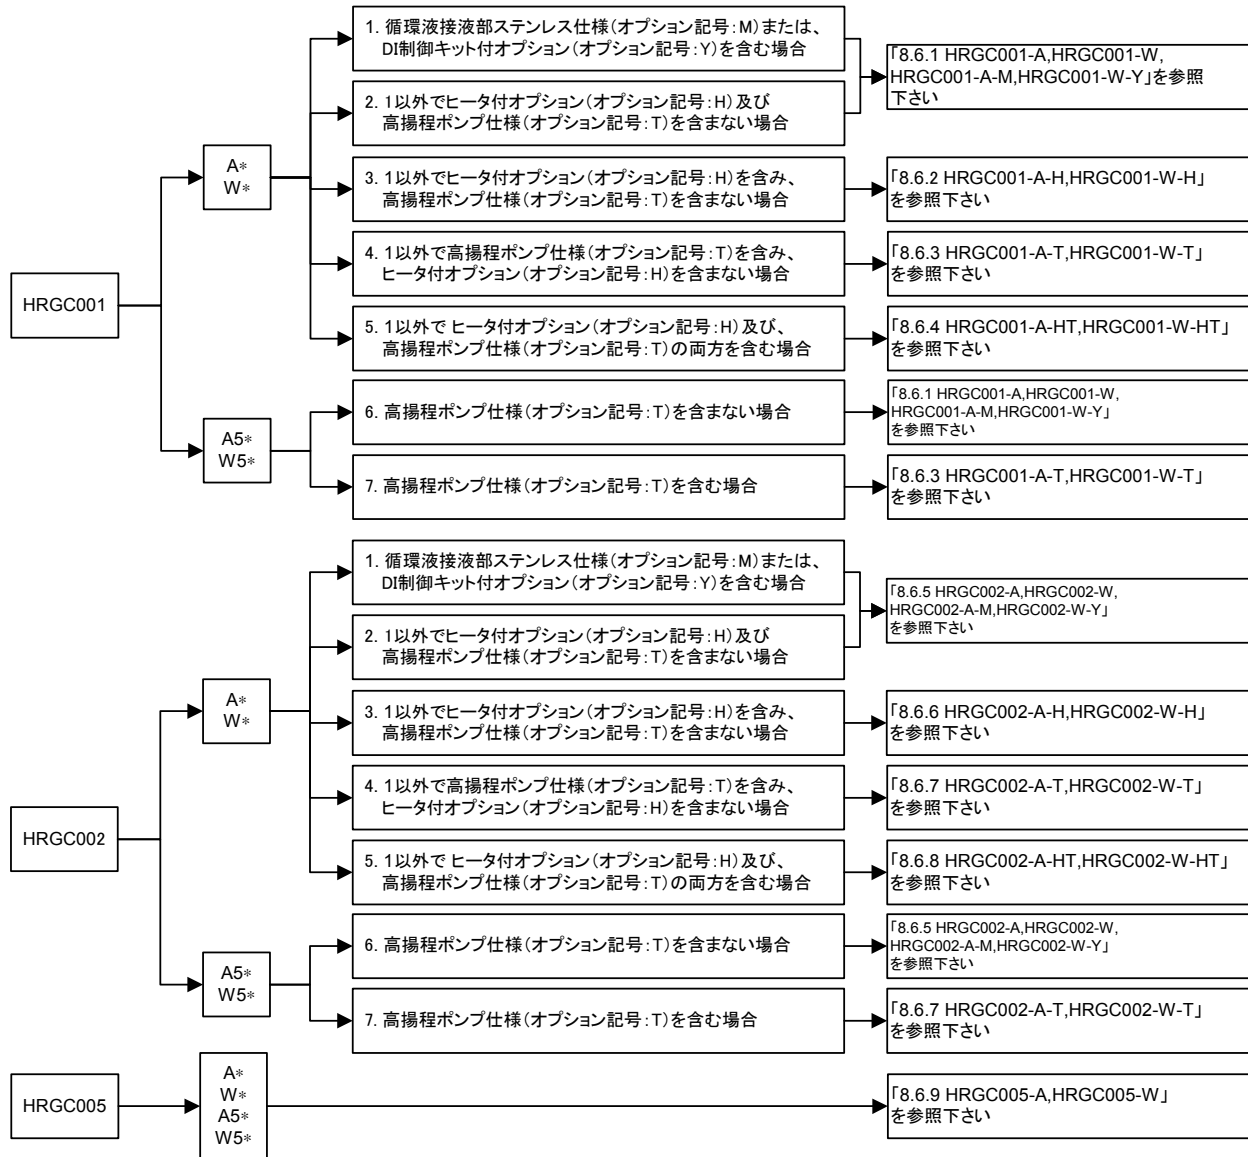 HRGC001
A*
W*
1. 循環液接液部ステンレス仕様(オプション記号:M)または、
DI制御キット付オプション(オプション記号:Y)を含む場合
2. 1以外でヒータ付オプション(オプション記号:H)及び
高揚程ポンプ仕様(オプション記号:T)を含まない場合
「8.6.1 HRGC001-A,HRGC001-W,
HRGC001-A-M,HRGC001-W-Y」を参照
下さい
3. 1以外でヒータ付オプション(オプション記号:H)を含み、
高揚程ポンプ仕様(オプション記号:T)を含まない場合
「8.6.2 HRGC001-A-H,HRGC001-W-H」
を参照下さい
4. 1以外で高揚程ポンプ仕様(オプション記号:T)を含み、
ヒータ付オプション(オプション記号:H)を含まない場合
「8.6.3 HRGC001-A-T,HRGC001-W-T」
を参照下さい
5. 1以外で ヒータ付オプション(オプション記号:H)及び、
高揚程ポンプ仕様(オプション記号:T)の両方を含む場合
「8.6.4 HRGC001-A-HT,HRGC001-W-HT」
を参照下さい
A5*
W5*
6. 高揚程ポンプ仕様(オプション記号:T)を含まない場合
「8.6.1 HRGC001-A,HRGC001-W,
HRGC001-A-M,HRGC001-W-Y」
を参照下さい
7. 高揚程ポンプ仕様(オプション記号:T)を含む場合
「8.6.3 HRGC001-A-T,HRGC001-W-T」
を参照下さい
HRGC002
A*
W*
1. 循環液接液部ステンレス仕様(オプション記号:M)または、
DI制御キット付オプション(オプション記号:Y)を含む場合
2. 1以外でヒータ付オプション(オプション記号:H)及び
高揚程ポンプ仕様(オプション記号:T)を含まない場合
「8.6.5 HRGC002-A,HRGC002-W,
HRGC002-A-M,HRGC002-W-Y」
を参照下さい
3. 1以外でヒータ付オプション(オプション記号:H)を含み、
高揚程ポンプ仕様(オプション記号:T)を含まない場合
「8.6.6 HRGC002-A-H,HRGC002-W-H」
を参照下さい
4. 1以外で高揚程ポンプ仕様(オプション記号:T)を含み、
ヒータ付オプション(オプション記号:H)を含まない場合
「8.6.7 HRGC002-A-T,HRGC002-W-T」
を参照下さい
5. 1以外で ヒータ付オプション(オプション記号:H)及び、
高揚程ポンプ仕様(オプション記号:T)の両方を含む場合
「8.6.8 HRGC002-A-HT,HRGC002-W-HT」
を参照下さい
A5*
W5*
6. 高揚程ポンプ仕様(オプション記号:T)を含まない場合
「8.6.5 HRGC002-A,HRGC002-W,
HRGC002-A-M,HRGC002-W-Y」
を参照下さい
7. 高揚程ポンプ仕様(オプション記号:T)を含む場合
「8.6.7 HRGC002-A-T,HRGC002-W-T」
を参照下さい
HRGC005
A*
W*
A5*
W5*
「8.6.9 HRGC005-A,HRGC005-W」
を参照下さい